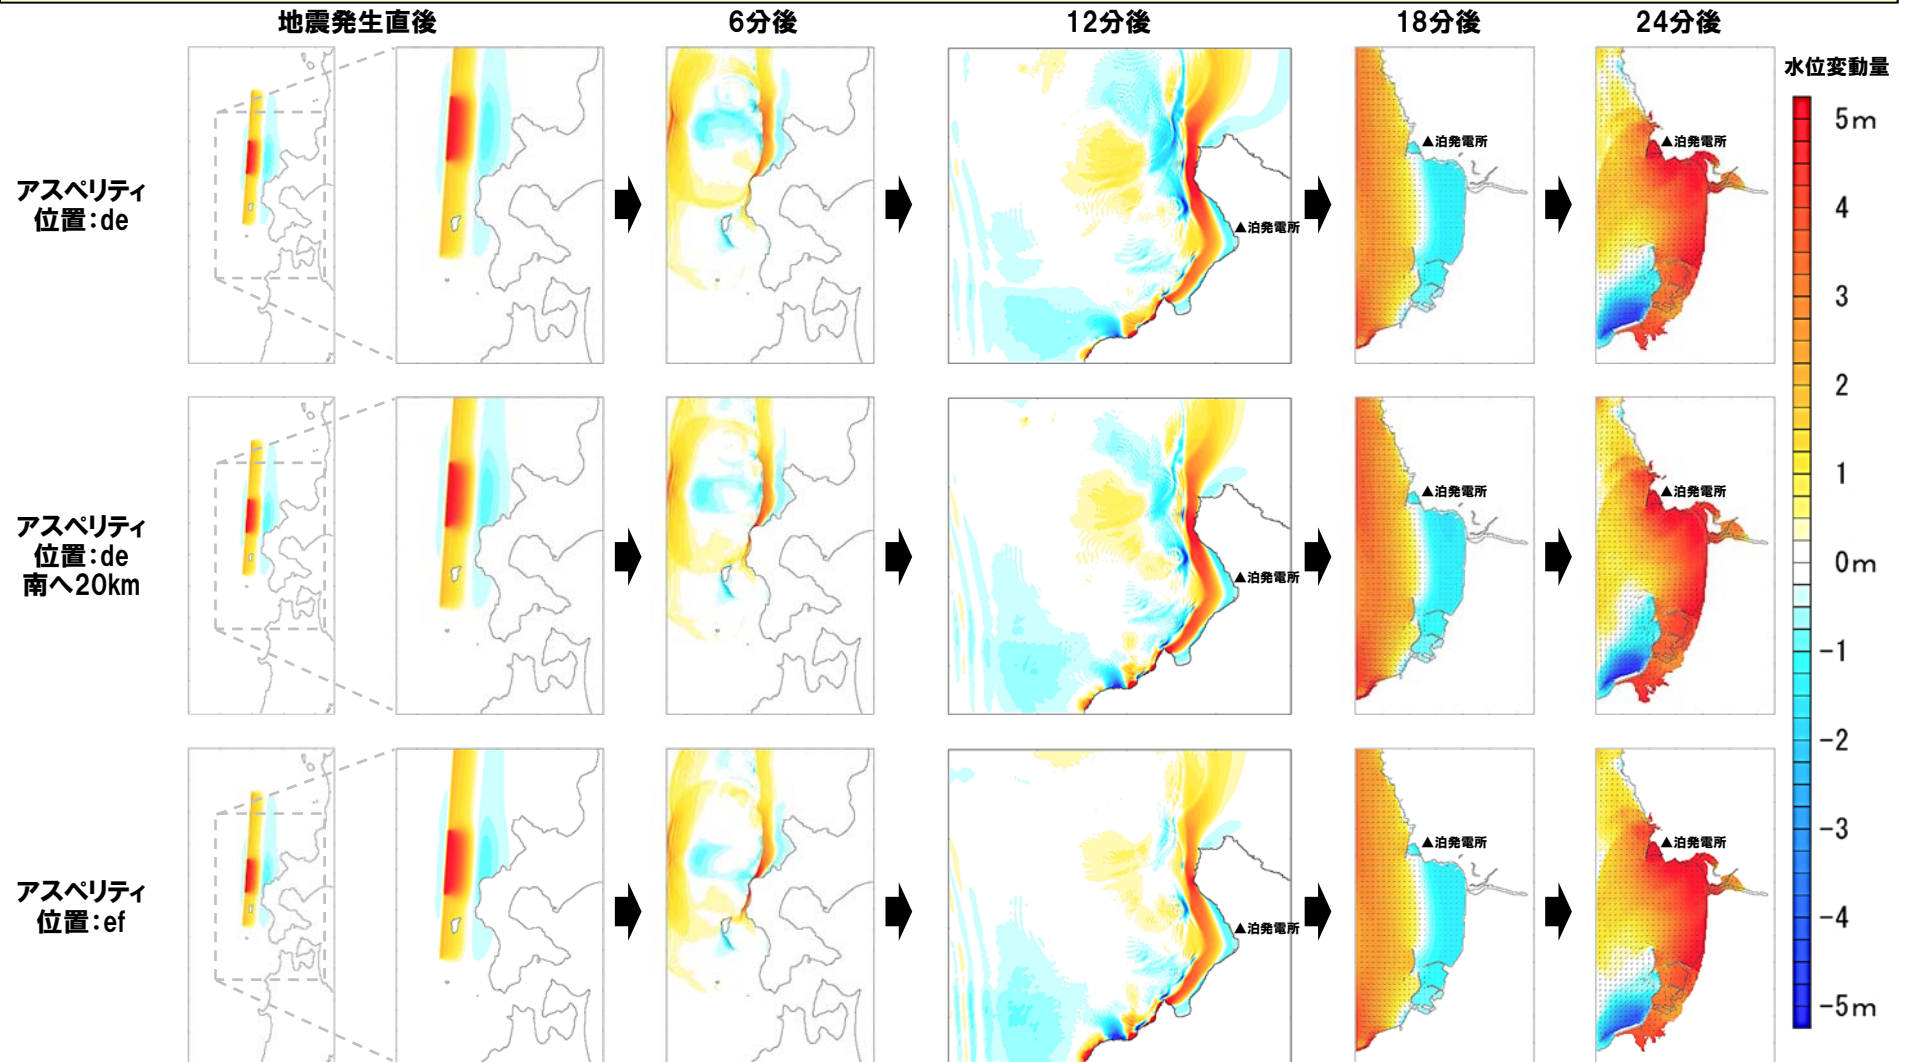 地震発生直後
6分後
12分後
18分後
24分後
水位変動量
アスペリティ
位置:de
▲泊発電所
▲泊発電所
▲泊発電所
アスペリティ
位置:de
南へ20km
▲泊発電所
▲泊発電所
▲泊発電所
アスペリティ
位置:ef
▲泊発電所
▲泊発電所
▲泊発電所
5m
4
3
2
1
0m
-1
-2
-3
-4
-5m